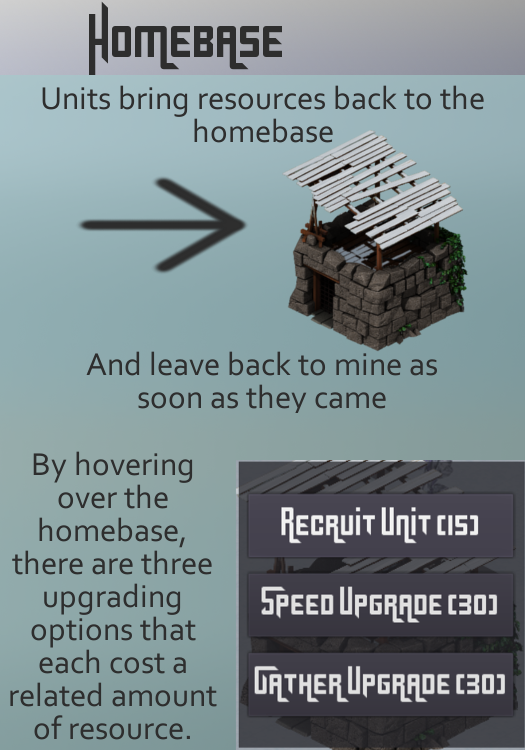 Homebase
Units bring resources back to the
homebase
And leave back to mine as
soon as they came
By hovering
over the
homebase,
there are three
upgrading
options that
each cost a
related amount
of resource.
Recruit Unit (15)
Speed Upgrade (30)
Gather Upgrade (30)